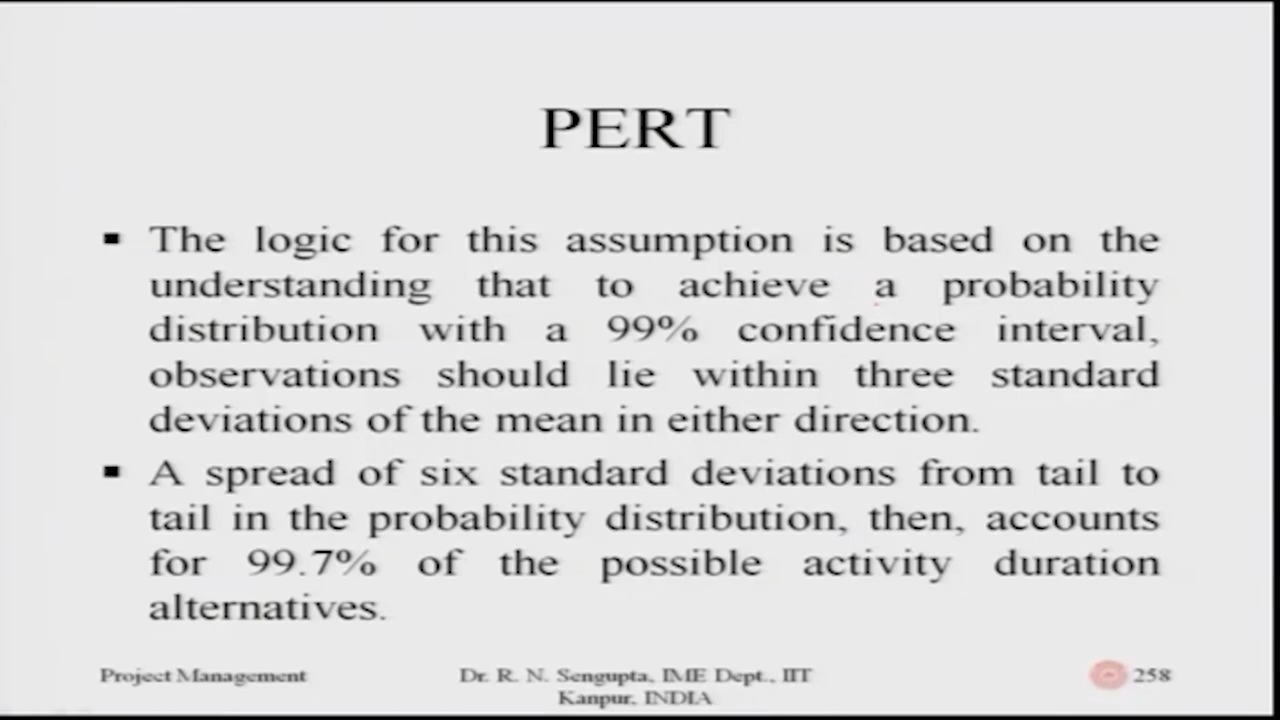 PERT
▪ The logic for this assumption is based on the
understanding that to achieve a probability
distribution with a 99% confidence interval,
observations should lie within three standard
deviations of the mean in either direction.
▪ A spread of six standard deviations from tail to
tail in the probability distribution, then, accounts
for 99.7% of the possible activity duration
alternatives.
Project Management
Dr. R. N. Sengupta, IME Dept., IIT
Kanpur, INDIA
258